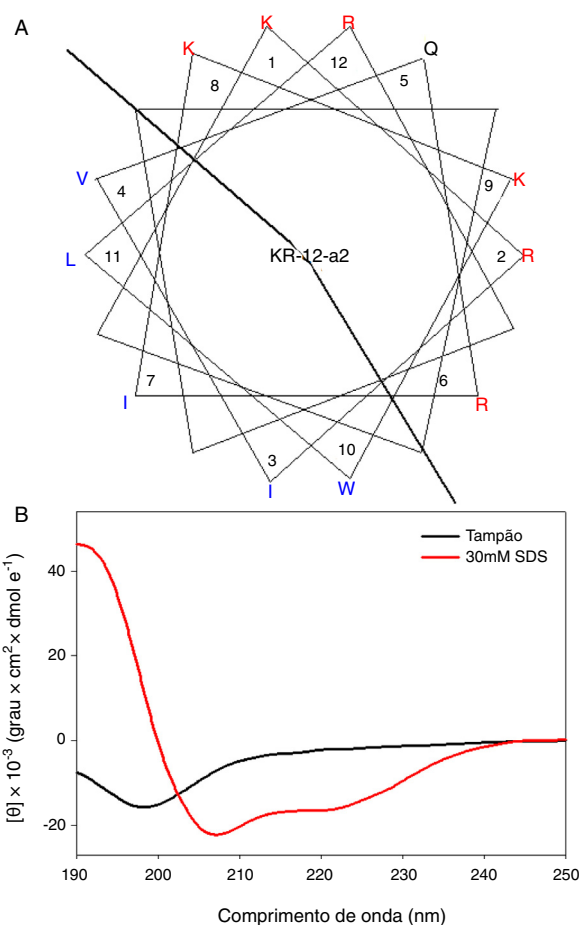 A
K
K
R
Q
8
1
12
5
V
4
9
K
L
11
KR-12-a2
2
R
I
7
6
R
3
10
I
W
B
Tampão
30mM SDS
[θ] × 10⁻³ (grau × cm² × dmol e⁻¹)
40
20
0
-20
190
200
210
220
230
240
250
Comprimento de onda (nm)